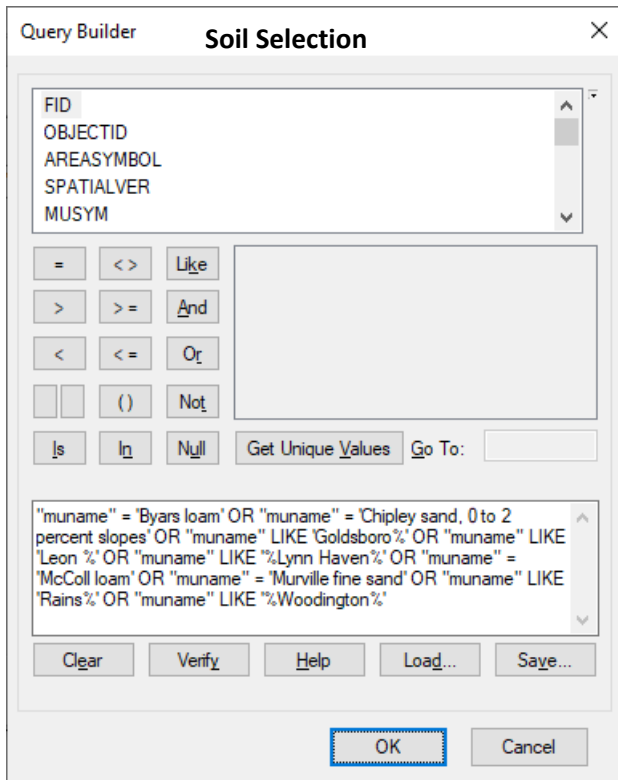 Query Builder
Soil Selection
FID
OBJECTID
AREASYMBOL
SPATIALVER
MUSYM
= < > Like
> > = And
< < = Or
( ) Not
Is In Null Get Unique Values Go To:
"muname" = 'Byars loam' OR "muname" = 'Chipley sand, 0 to 2
percent slopes' OR "muname" LIKE 'Goldsboro%' OR "muname" LIKE
'Leon %' OR "muname" LIKE '%Lynn Haven%' OR "muname" =
'McColl loam' OR "muname" = 'Murville fine sand' OR "muname" LIKE
'Rains%' OR "muname" LIKE '%Woodington%'
Clear Verify Help Load... Save...
OK Cancel